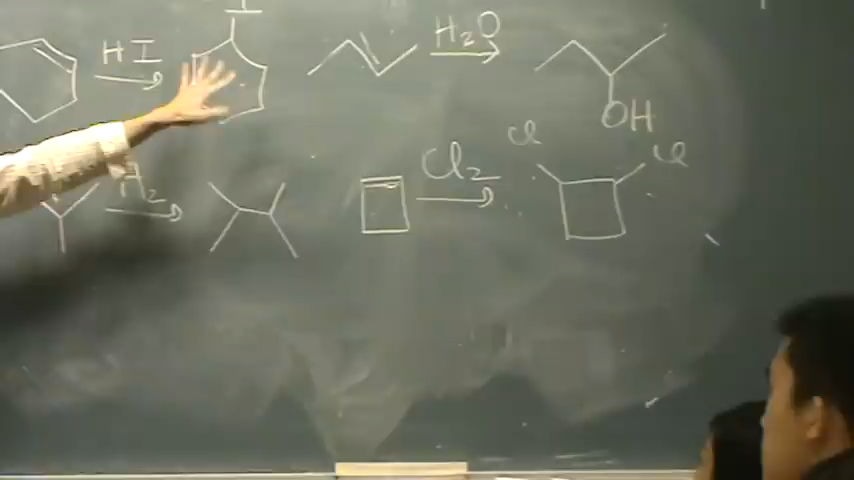 I
HI H₂O
OH
Cl₂ Cl Cl
H₂